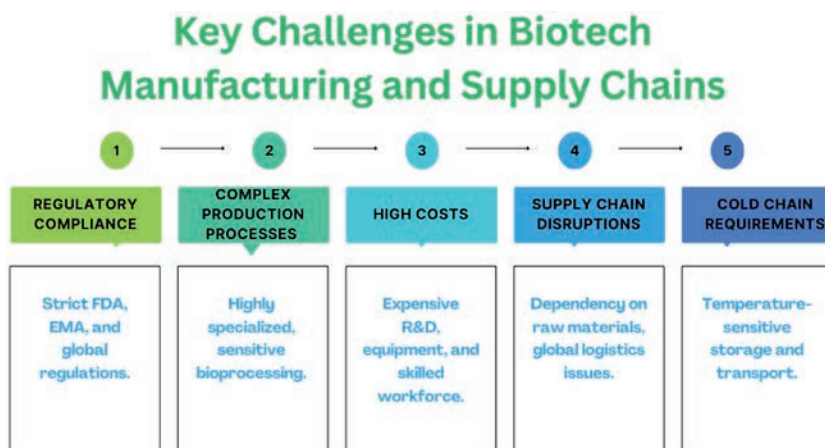 Key Challenges in Biotech
Manufacturing and Supply Chains
1
2
3
4
5
REGULATORY
COMPLIANCE
COMPLEX
PRODUCTION
PROCESSES
HIGH COSTS
SUPPLY CHAIN
DISRUPTIONS
COLD CHAIN
REQUIREMENTS
Strict FDA,
EMA, and
global
regulations.
Highly
specialized,
sensitive
bioprocessing.
Expensive
R&D,
equipment, and
skilled
workforce.
Dependency on
raw materials,
global logistics
issues.
Temperature-
sensitive
storage and
transport.